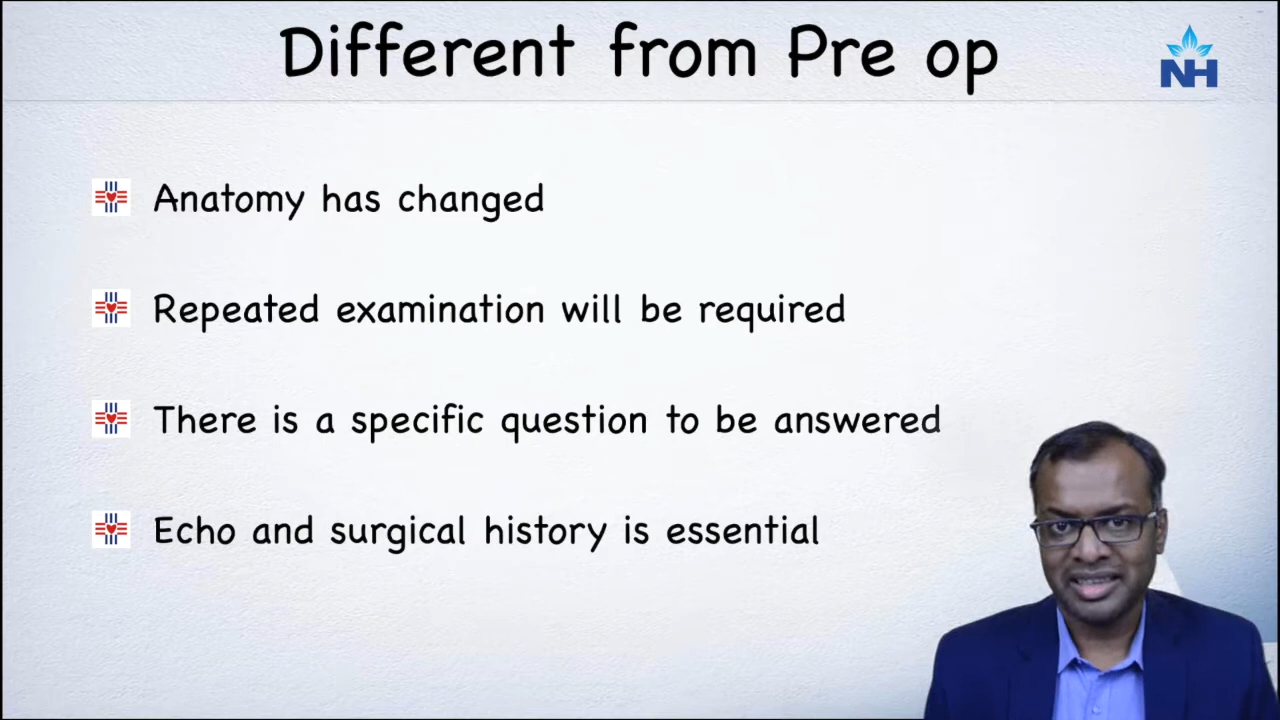 Different from Pre op
NH
Anatomy has changed
Repeated examination will be required
There is a specific question to be answered
Echo and surgical history is essential